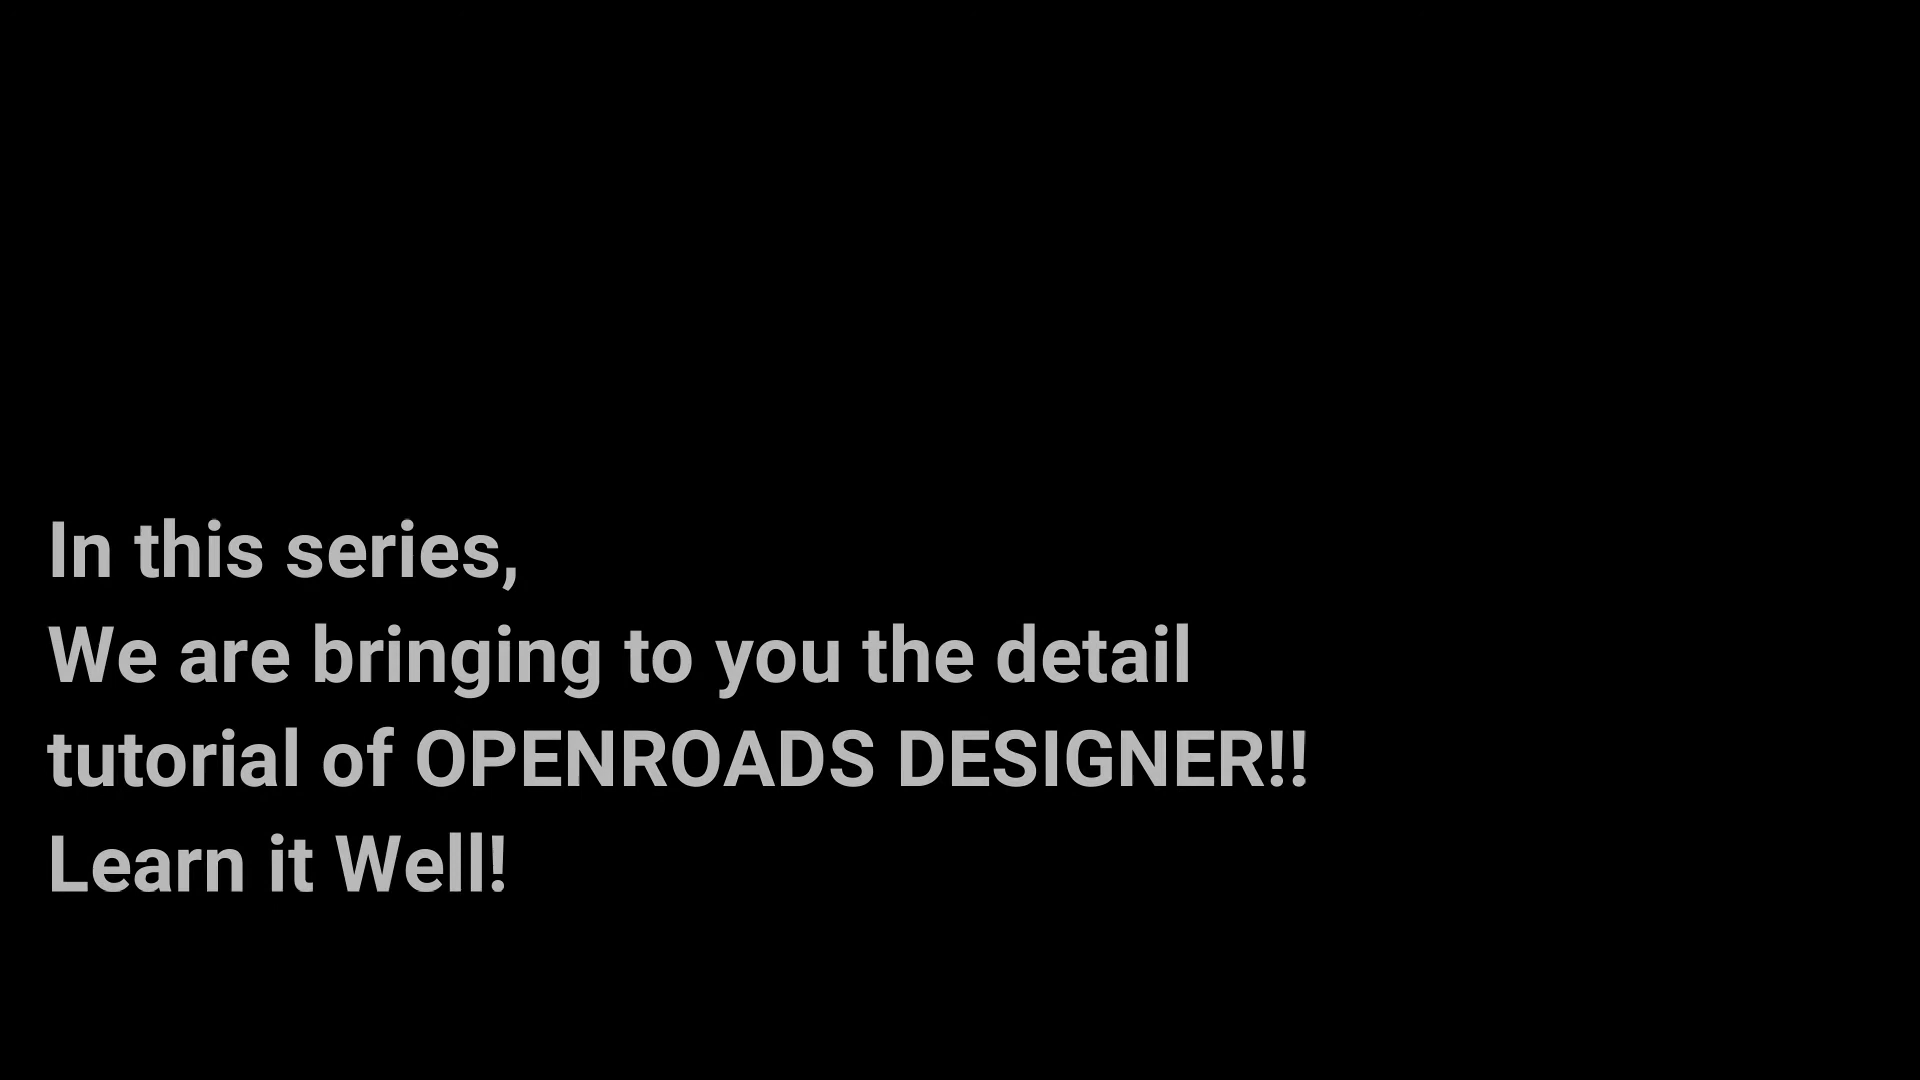 In this series,
We are bringing to you the detail
tutorial of OPENROADS DESIGNER!!
Learn it Well!